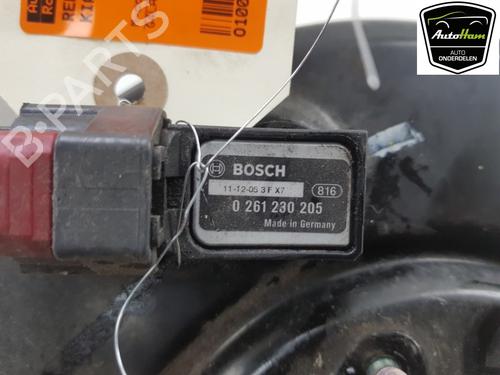 AutoHam
AUTO
ONDERDELEN
B-PARTS
BOSCH
11-12-05 3 F X7
816
0 261 230 205
Made in Germany